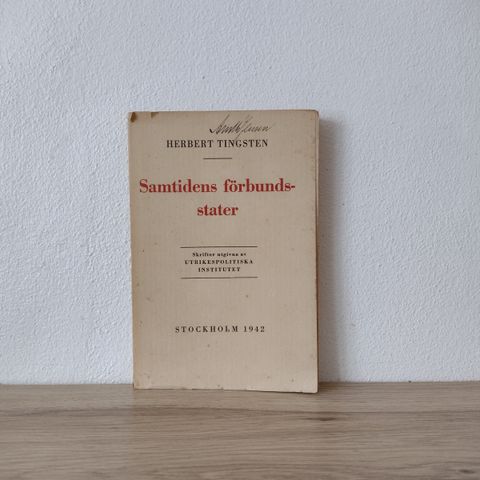 HERBERT TINGSTEN
Samtidens förbunds-
stater
Skrifter utgivna av
UTRIKESPOLITISKA
INSTITUTET
STOCKHOLM 1942